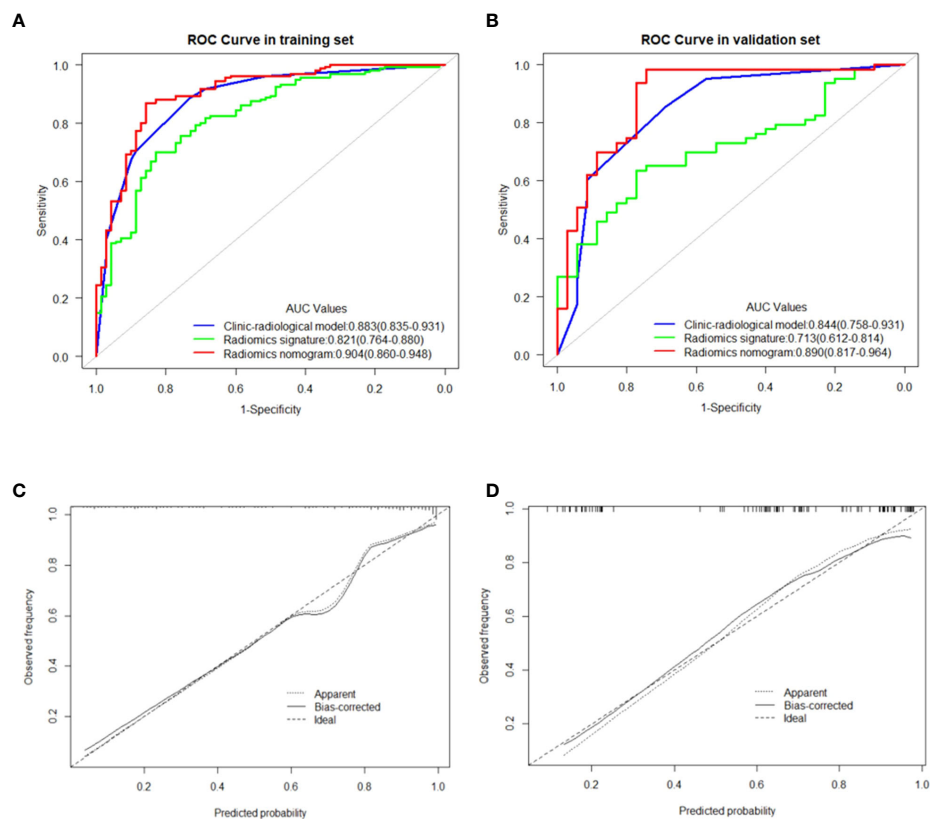 A
ROC Curve in training set
Sensitivity
1.0
0.8
0.6
0.4
0.2
0.0
AUC Values
Clinic-radiological model:0.883(0.835-0.931)
Radiomics signature:0.821(0.764-0.880)
Radiomics nomogram:0.904(0.860-0.948)
1.0 0.8 0.6 0.4 0.2 0.0
1-Specificity
B
ROC Curve in validation set
Sensitivity
1.0
0.8
0.6
0.4
0.2
0.0
AUC Values
Clinic-radiological model:0.844(0.758-0.931)
Radiomics signature:0.713(0.612-0.814)
Radiomics nomogram:0.890(0.817-0.964)
1.0 0.8 0.6 0.4 0.2 0.0
1-Specificity
C
Observed frequency
1.0
0.8
0.6
0.4
0.2
Apparent
Bias-corrected
Ideal
0.2 0.4 0.6 0.8 1.0
Predicted probability
D
Observed frequency
1.0
0.8
0.6
0.4
0.2
Apparent
Bias-corrected
Ideal
0.2 0.4 0.6 0.8 1.0
Predicted probability